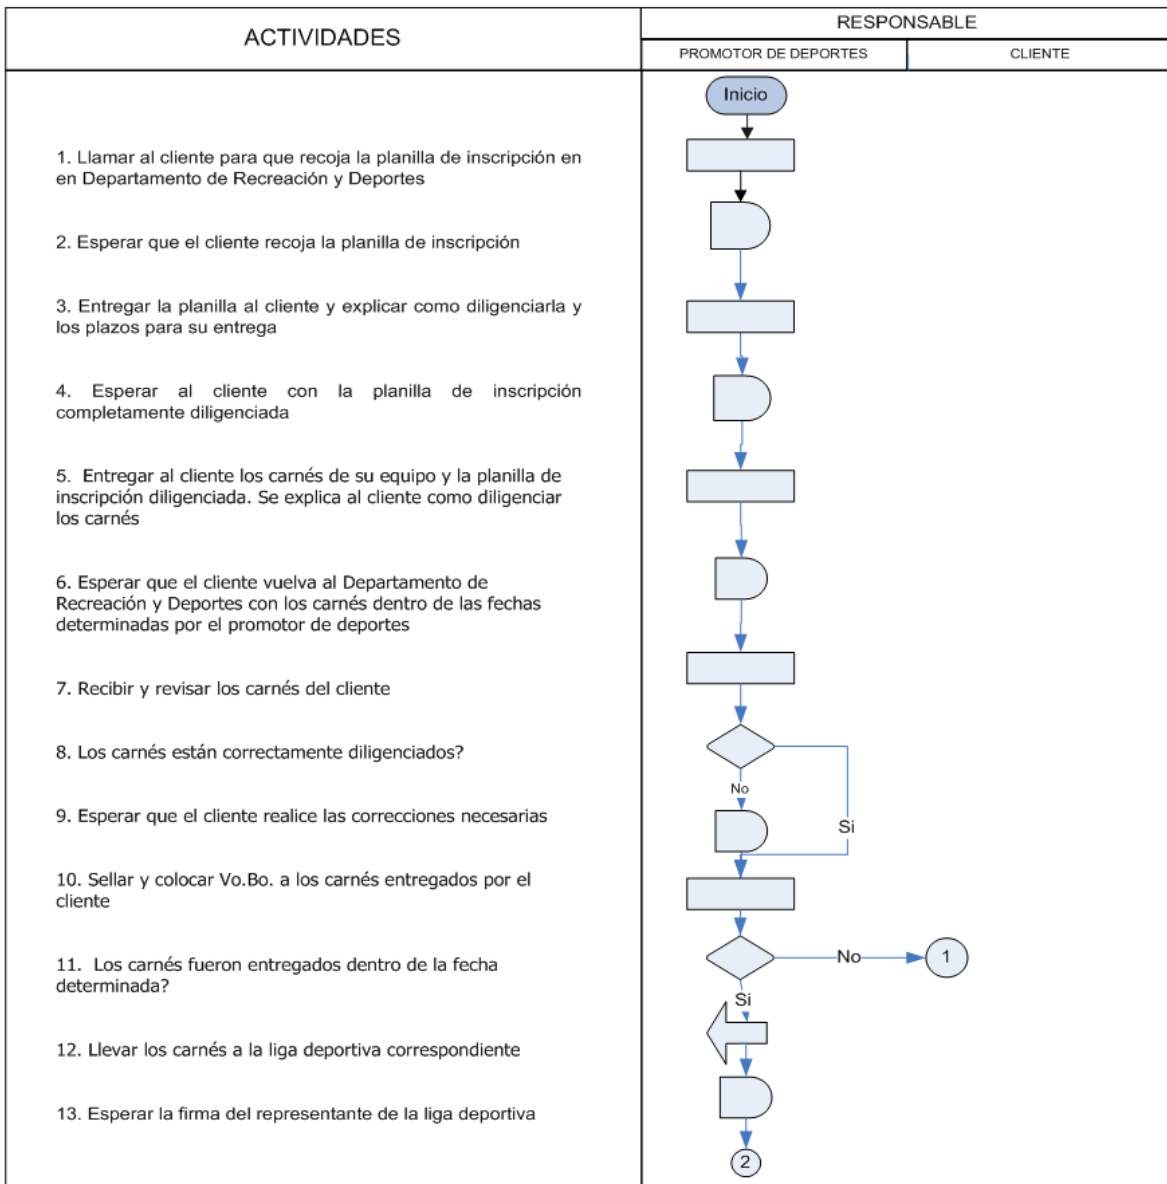 ACTIVIDADES
RESPONSABLE
PROMOTOR DE DEPORTES
CLIENTE
Inicio
1. Llamar al cliente para que recoja la planilla de inscripción en
en Departamento de Recreación y Deportes
2. Esperar que el cliente recoja la planilla de inscripción
3. Entregar la planilla al cliente y explicar como diligenciarla y
los plazos para su entrega
4. Esperar al cliente con la planilla de inscripción
completamente diligenciada
5. Entregar al cliente los carnés de su equipo y la planilla de
inscripción diligenciada. Se explica al cliente como diligenciar
los carnés
6. Esperar que el cliente vuelva al Departamento de
Recreación y Deportes con los carnés dentro de las fechas
determinadas por el promotor de deportes
7. Recibir y revisar los carnés del cliente
8. Los carnés están correctamente diligenciados?
No
9. Esperar que el cliente realice las correcciones necesarias
Si
10. Sellar y colocar Vo.Bo. a los carnés entregados por el
cliente
11. Los carnés fueron entregados dentro de la fecha
determinada?
No
1
Si
12. Llevar los carnés a la liga deportiva correspondiente
13. Esperar la firma del representante de la liga deportiva
2